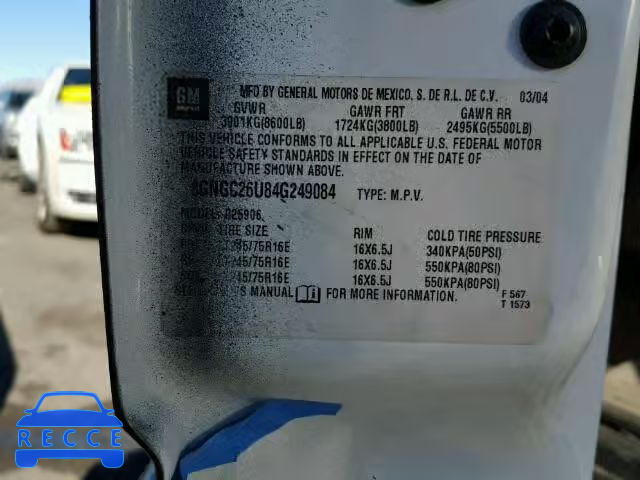 GM
MFD BY GENERAL MOTORS DE MEXICO, S. DE R.L. DE C.V. 03/04
GVWR GAWR FRT GAWR RR
3901KG(8600LB) 1724KG(3800LB) 2495KG(5500LB)
THIS VEHICLE CONFORMS TO ALL APPLICABLE U.S. FEDERAL MOTOR
VEHICLE SAFETY STANDARDS IN EFFECT ON THE DATE OF
MANUFACTURE SHOWN ABOVE.
3GNGC26U84G249084 TYPE: M.P.V.
MODEL:
TIRE SIZE RIM COLD TIRE PRESSURE
45/75R16E 16X6.5J 340KPA(50PSI)
45/75R16E 16X6.5J 550KPA(80PSI)
45/75R16E 16X6.5J 550KPA(80PSI)
MANUAL FOR MORE INFORMATION.
F 567
T 1573
RECCE